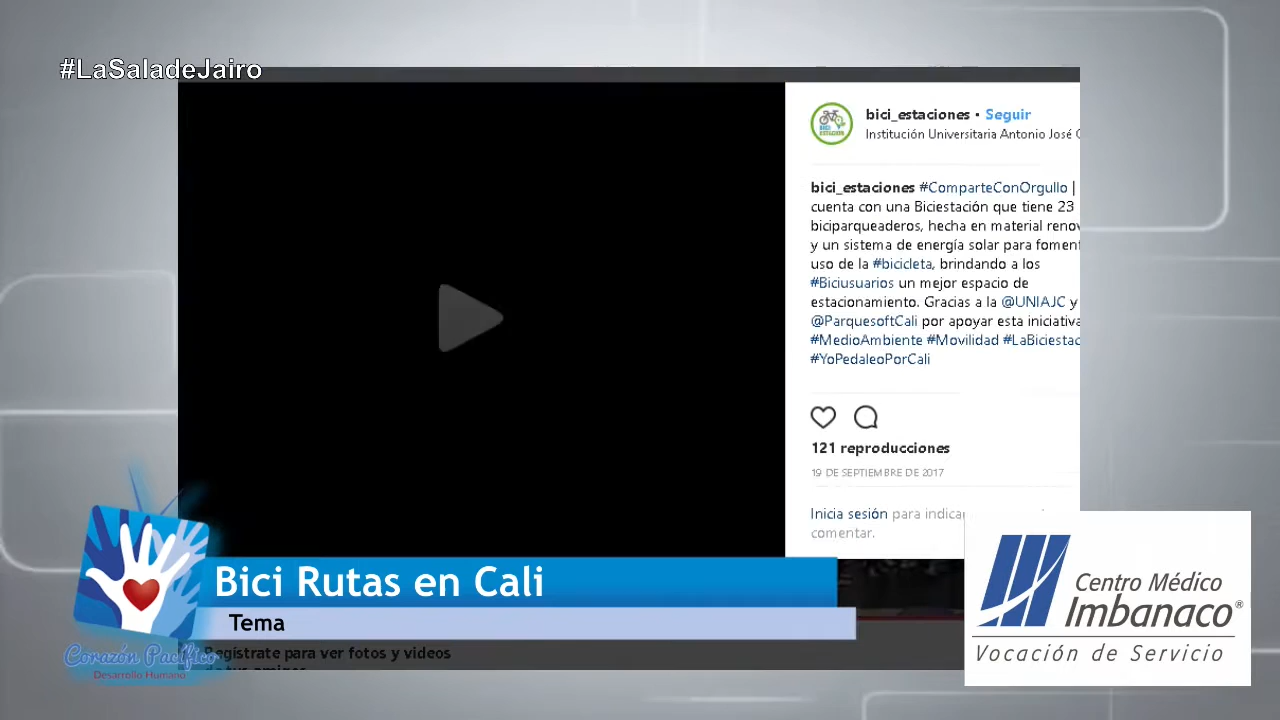 #LaSaladeJairo
bici_estaciones • Seguir
Institución Universitaria Antonio José
bici_estaciones #ComparteConOrgullo |
cuenta con una Biciestación que tiene 23
biciparqueaderos, hecha en material
y un sistema de energía solar para
uso de la #bicicleta, brindando a los
#Biciusuarios un mejor espacio de
estacionamiento. Gracias a la @UNIAJC y
@ParquesoftCali por apoyar esta iniciativa
#MedioAmbiente #Movilidad
#YoPedaleoPorCali
121 reproducciones
19 DE SEPTIEMBRE DE 2017
Inicia sesión para
comentar.
Bici Rutas en Cali
Tema
Corazón Pacífico
Desarrollo Humano
Regístrate para ver fotos y videos
de tus amigos
Centro Médico
Imbanaco®
Vocación de Servicio